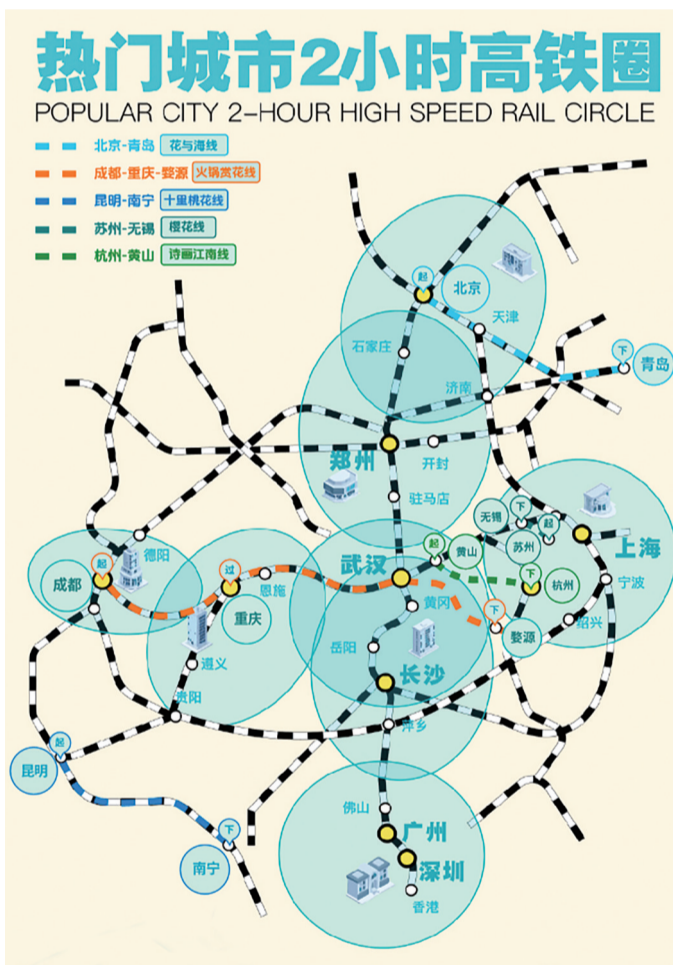 热门城市2小时高铁圈
POPULAR CITY 2-HOUR HIGH SPEED RAIL CIRCLE
北京-青岛 花与海线
成都-重庆-婺源 火锅赏花线
昆明-南宁 十里桃花线
苏州-无锡 樱花线
杭州-黄山 诗画江南线
起
北京
天津
石家庄
下
青岛
济南
郑州
开封
驻马店
无锡
下
起
苏州
上海
德阳
起
成都
过
恩施
重庆
武汉
起
黄山
下
杭州
宁波
黄冈
下
婺源
绍兴
岳阳
遵义
长沙
贵阳
萍乡
起
昆明
佛山
广州
下
南宁
深圳
香港